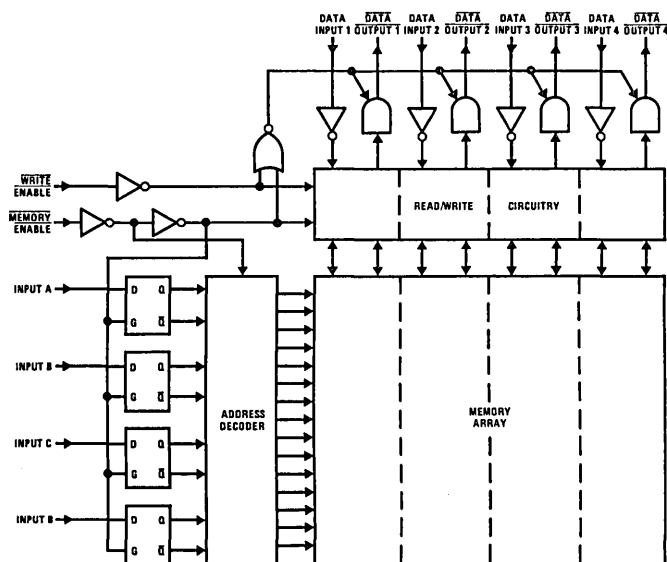 DATA INPUT 1
DATA OUTPUT 1
DATA INPUT 2
DATA OUTPUT 2
DATA INPUT 3
DATA OUTPUT 3
DATA INPUT 4
DATA OUTPUT 4
WRITE ENABLE
MEMORY ENABLE
READ/WRITE
CIRCUITRY
INPUT A
D Q
G Q̅
INPUT B
D Q
G Q̅
INPUT C
D Q
G Q̅
INPUT B
D Q
G Q̅
ADDRESS DECODER
MEMORY ARRAY